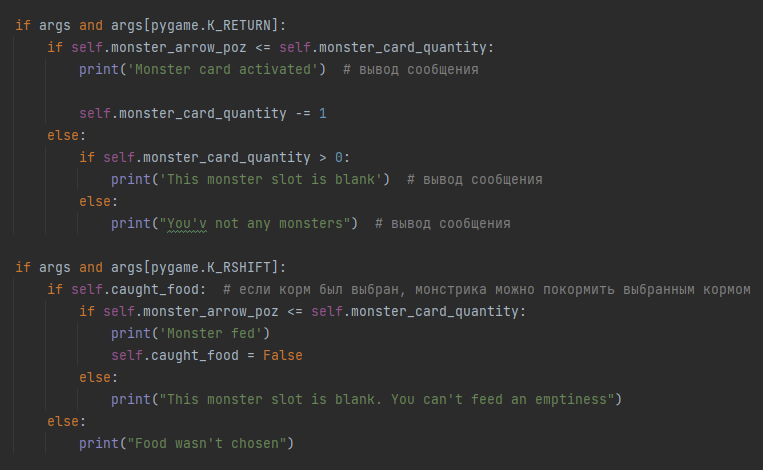 if args and args[pygame.K_RETURN]:
    if self.monster_arrow_poz <= self.monster_card_quantity:
        print('Monster card activated')  # вывод сообщения
        self.monster_card_quantity -= 1
    else:
        if self.monster_card_quantity > 0:
            print('This monster slot is blank')  # вывод сообщения
        else:
            print("You'v not any monsters")  # вывод сообщения
if args and args[pygame.K_RSHIFT]:
    if self.caught_food:  # если корм был выбран, монстрика можно покормить выбранным кормом
        if self.monster_arrow_poz <= self.monster_card_quantity:
            print('Monster fed')
            self.caught_food = False
        else:
            print("This monster slot is blank. You can't feed an emptiness")
    else:
        print("Food wasn't chosen")